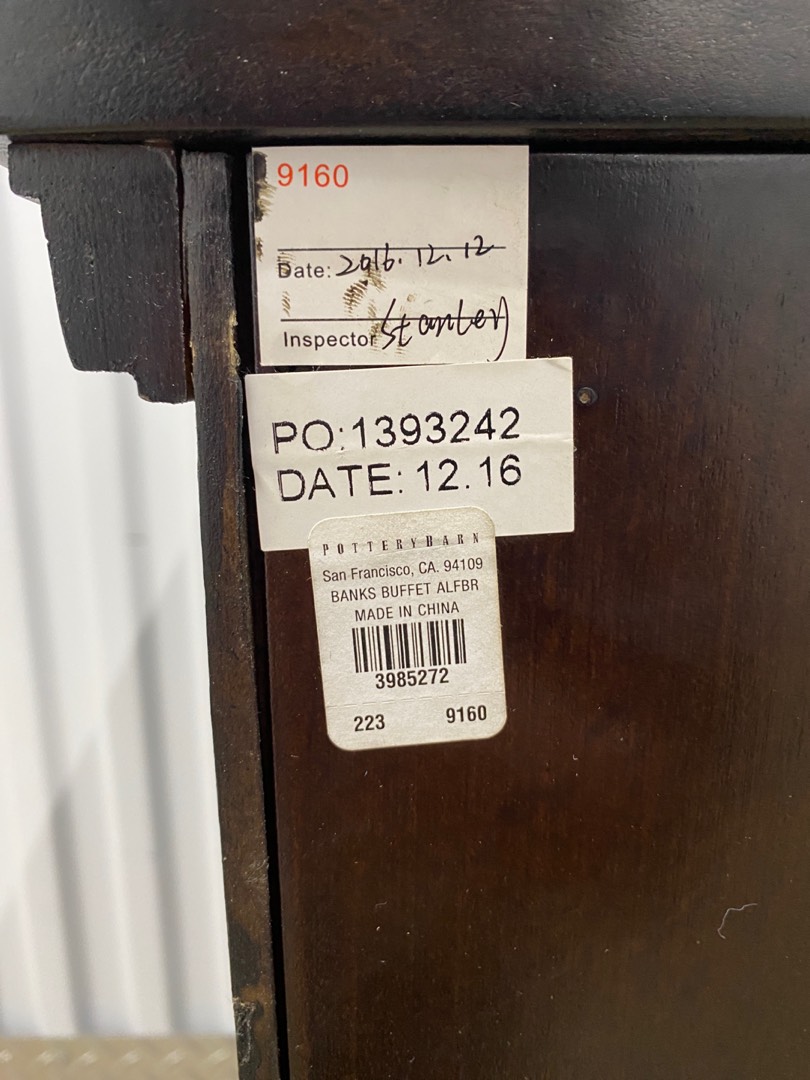 9160
Date: 2016.12.12
Inspector Stanley
PO:1393242
DATE: 12.16
POTTERYBARN
San Francisco, CA. 94109
BANKS BUFFET ALFBR
MADE IN CHINA
3985272
223 9160